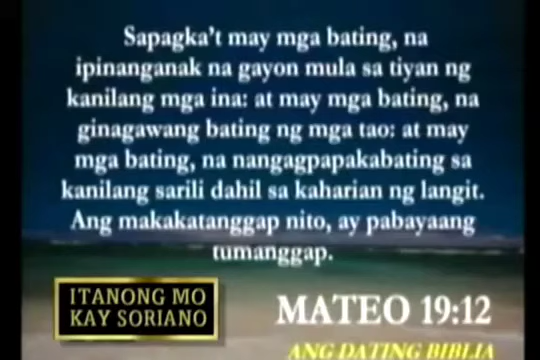 Sapagka't may mga bating, na
ipinanganak na gayon mula sa tiyan ng
kanilang mga ina: at may mga bating, na
ginagawang bating ng mga tao: at may
mga bating, na nangagpapakabating sa
kanilang sarili dahil sa kaharian ng langit.
Ang makakatanggap nito, ay pabayaang
tumanggap.
ITANONG MO
KAY SORIANO
MATEO 19:12
ANG DATING BIBLIA